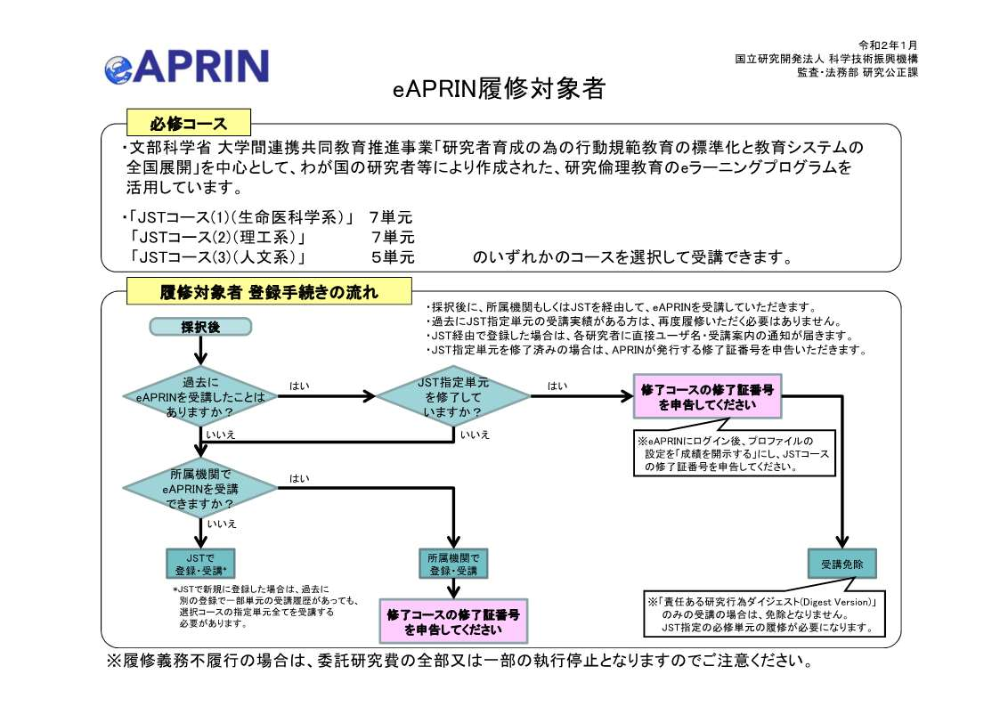 eAPRIN
令和２年１月
国立研究開発法人 科学技術振興機構
監査・法務部 研究公正課
eAPRIN履修対象者
必修コース
・文部科学省 大学間連携共同教育推進事業「研究者育成の為の行動規範教育の標準化と教育システムの
全国展開」を中心として、わが国の研究者等により作成された、研究倫理教育のeラーニングプログラムを
活用しています。
・「JSTコース(1)(生命医科学系)」 ７単元
「JSTコース(2)(理工系)」 ７単元
「JSTコース(3)(人文系)」 ５単元 のいずれかのコースを選択して受講できます。
履修対象者 登録手続きの流れ
・採択後に、所属機関もしくはJSTを経由して、eAPRINを受講していただきます。
・過去にJST指定単元の受講実績がある方は、再度履修いただく必要はありません。
・JST経由で登録した場合は、各研究者に直接ユーザ名・受講案内の通知が届きます。
・JST指定単元を修了済みの場合は、APRINが発行する修了証番号を申告いただきます。
採択後
過去に
eAPRINを受講したことは
ありますか？
はい
JST指定単元
を修了して
いますか？
はい
修了コースの修了証番号
を申告してください
いいえ
いいえ
※eAPRINにログイン後、プロファイルの
設定を「成績を開示する」にし、JSTコース
の修了証番号を申告してください。
所属機関で
eAPRINを受講
できますか？
はい
いいえ
JSTで
登録・受講*
所属機関で
登録・受講
受講免除
*JSTで新規に登録した場合は、過去に
別の登録で一部単元の受講履歴があっても、
選択コースの指定単元全てを受講する
必要があります。
修了コースの修了証番号
を申告してください
※「責任ある研究行為ダイジェスト(Digest Version)」
のみの受講の場合は、免除となりません。
JST指定の必修単元の履修が必要になります。
※履修義務不履行の場合は、委託研究費の全部又は一部の執行停止となりますのでご注意ください。